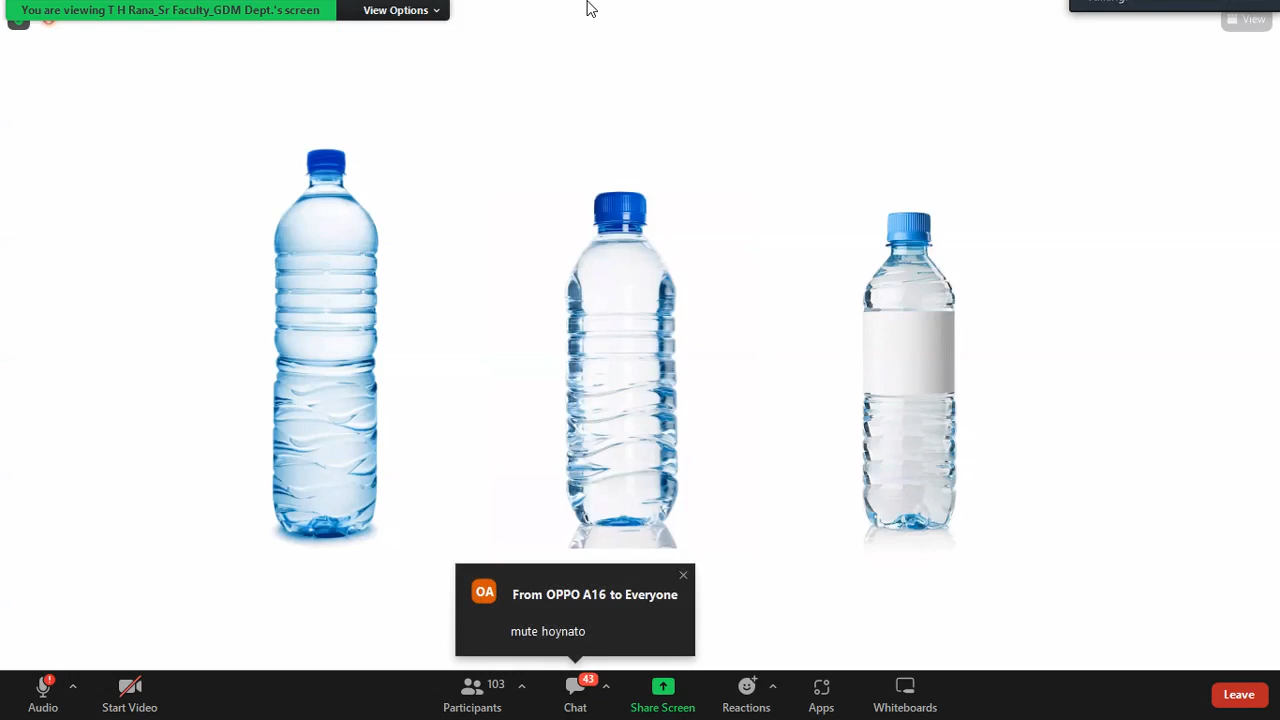 You are viewing T H Rana_Sr Faculty_GDM Dept.'s screen
View Options
View
From OPPO A16 to Everyone
OA
mute hoynato
Audio
Start Video
103
Participants
43
Chat
Share Screen
Reactions
Apps
Whiteboards
Leave